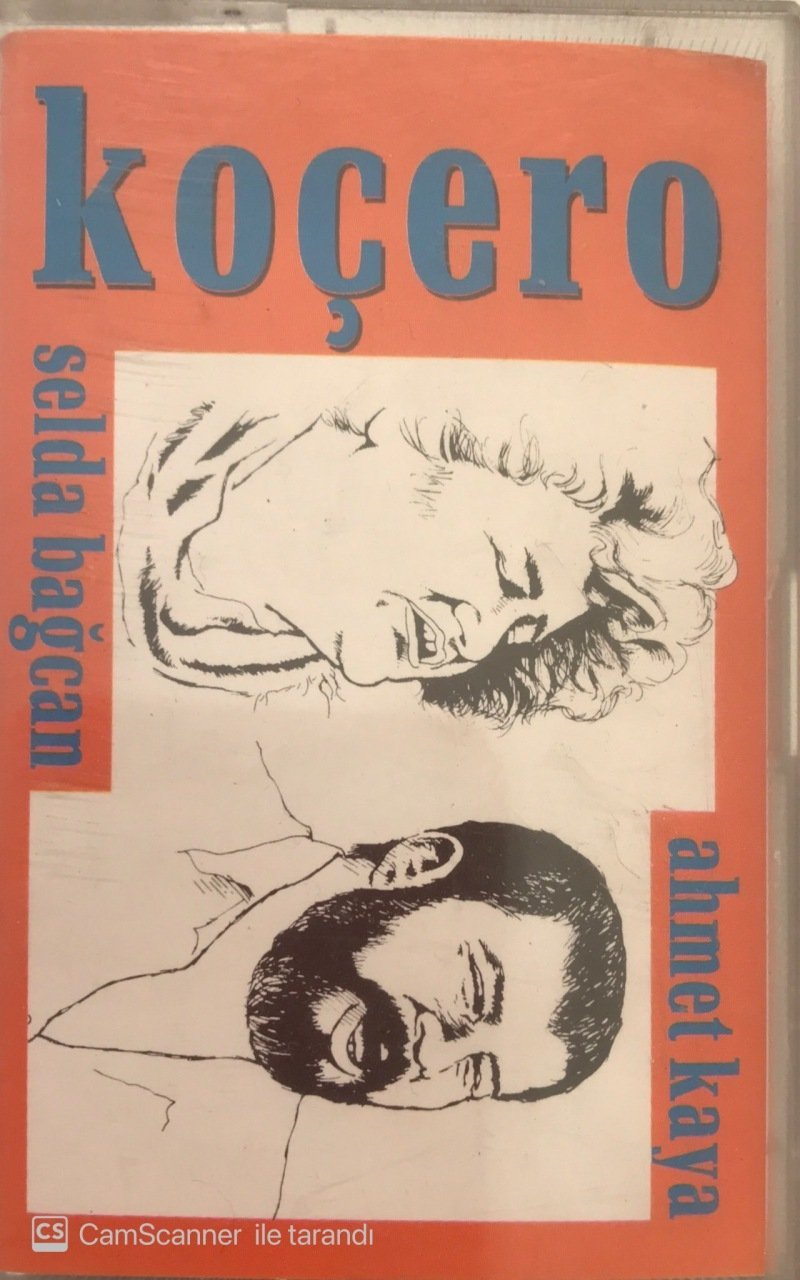 koçero
selda bağcan
ahmet kaya
CS CamScanner ile tarandı